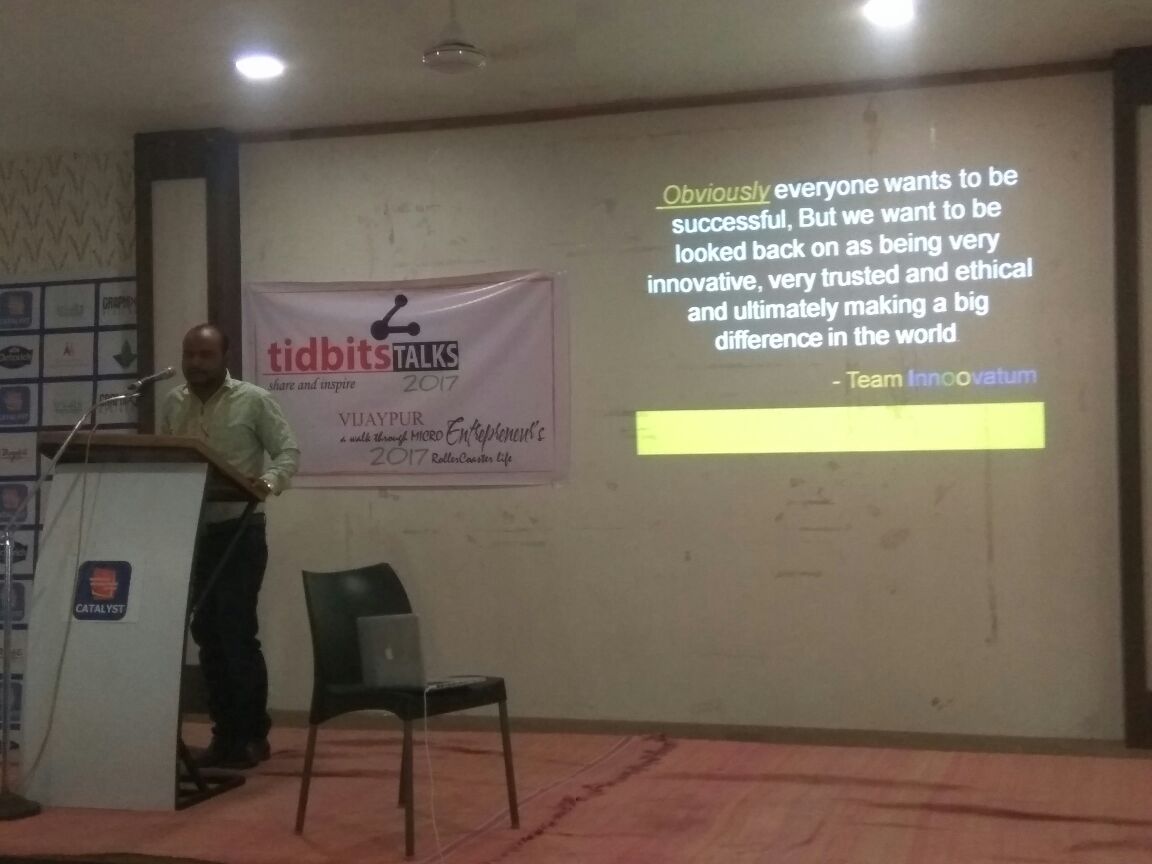 Obviously everyone wants to be
successful, But we want to be
looked back on as being very
innovative, very trusted and ethical
and ultimately making a big
difference in the world
- Team Innoovatum
tidbits TALKS
share and inspire 2017
VIJAYPUR
a walk through MICRO Entrepreneur's
2017 RollerCoaster life
CATALYST
CATALYST